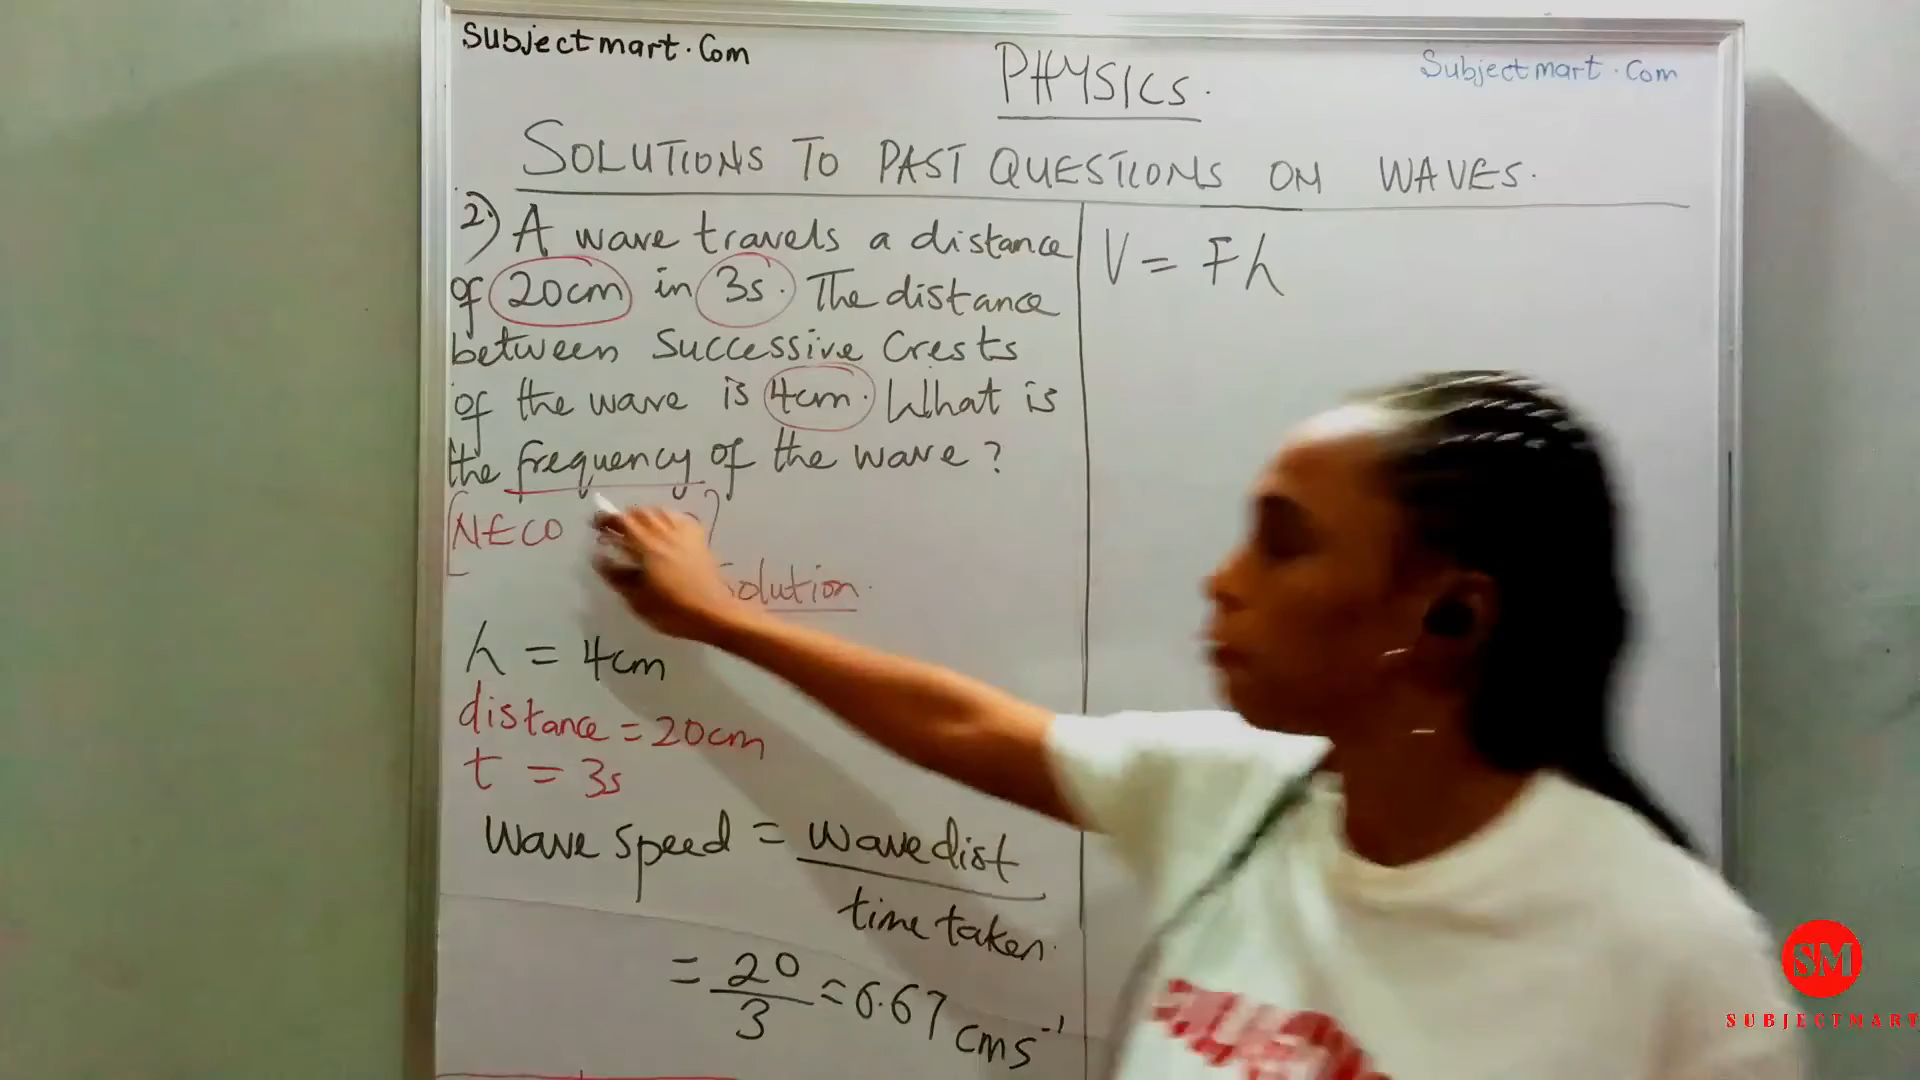 Subjectmart.Com
PHYSICS.
Subjectmart.Com
SOLUTIONS TO PAST QUESTIONS ON WAVES.
2) A wave travels a distance
of 20cm in 3s. The distance
between Successive Crests
of the wave is 4cm. What is
the frequency of the wave?
[NECO
Solution.
λ = 4cm
distance = 20cm
t = 3s
Wave speed = wave dist
time taken.
= 20/3 = 6.67 cms⁻¹
V = Fλ
SM
SUBJECTMART